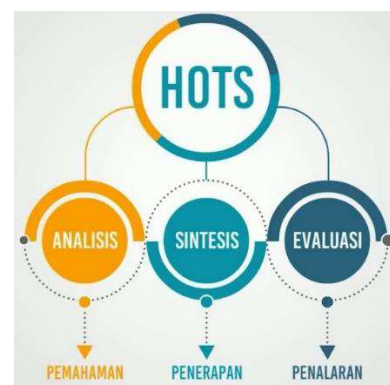 HOTS
ANALISIS SINTESIS EVALUASI
PEMAHAMAN PENERAPAN PENALARAN